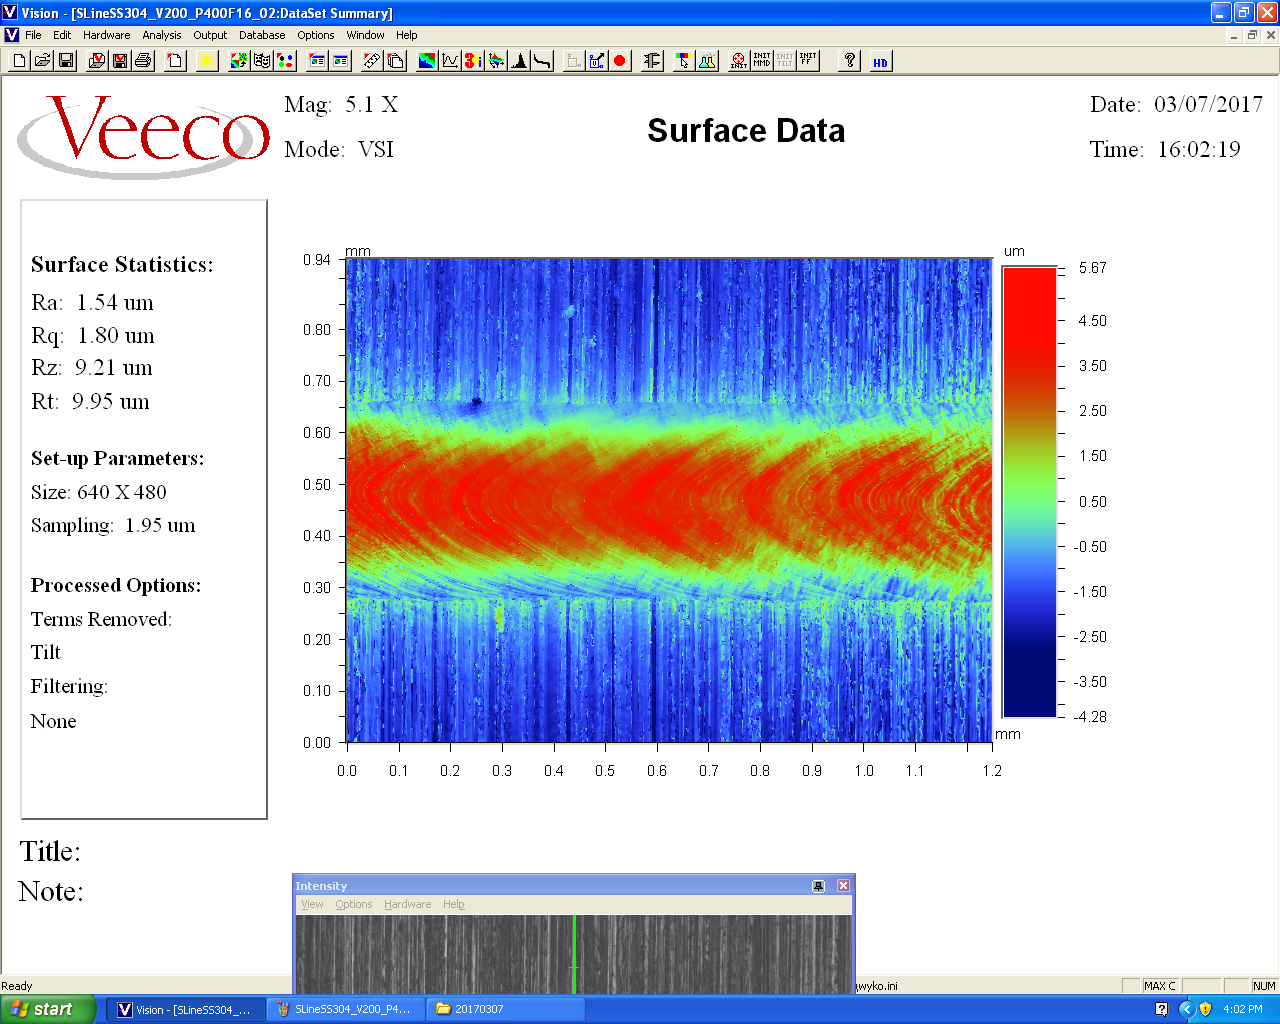 Vision - [SLineSS304_V200_P400F16_02:DataSet Summary]
File Edit Hardware Analysis Output Database Options Window Help
INIT INIT MMD INIT TILT INIT FF ? HD
Veeco
Mag: 5.1 X
Mode: VSI
Surface Data
Date: 03/07/2017
Time: 16:02:19
Surface Statistics:
Ra: 1.54 um
Rq: 1.80 um
Rz: 9.21 um
Rt: 9.95 um
Set-up Parameters:
Size: 640 X 480
Sampling: 1.95 um
Processed Options:
Terms Removed:
Tilt
Filtering:
None
mm
0.94
0.80
0.70
0.60
0.50
0.40
0.30
0.20
0.10
0.00
0.0 0.1 0.2 0.3 0.4 0.5 0.6 0.7 0.8 0.9 1.0 1.1 1.2
mm
um
5.67
4.50
3.50
2.50
1.50
0.50
-0.50
-1.50
-2.50
-3.50
-4.28
Title:
Note:
Intensity
View Options Hardware Help
Ready
wyko.ini
MAX C
NUM
start
Vision - [SLineSS304_...
SLineSS304_V200_P4...
20170307
4:02 PM